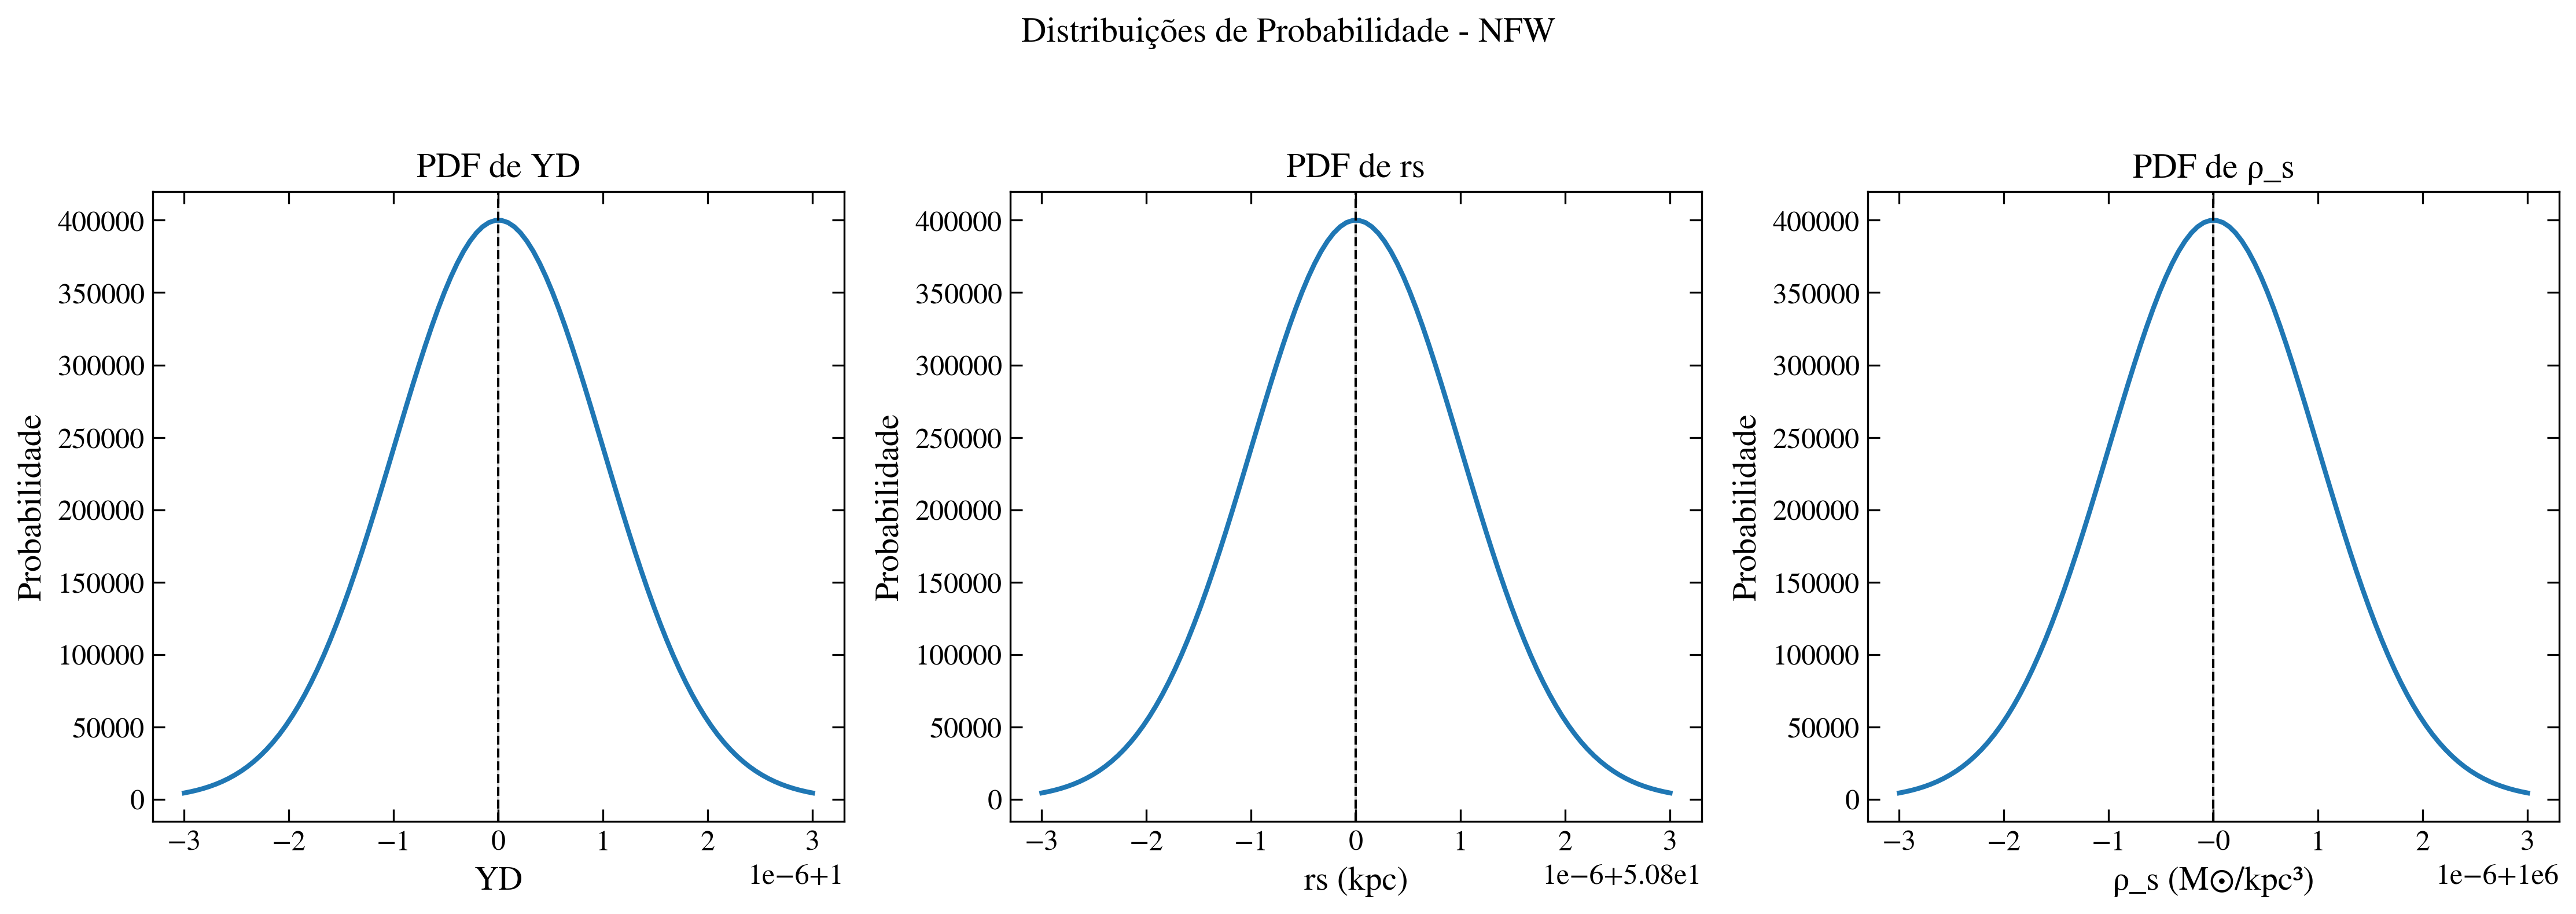 Distribuições de Probabilidade - NFW
PDF de YD
400000
350000
300000
250000
200000
150000
100000
50000
0
Probabilidade
−3 −2 −1 0 1 2 3
1e−6+1
YD
PDF de rs
400000
350000
300000
250000
200000
150000
100000
50000
0
Probabilidade
−3 −2 −1 0 1 2 3
1e−6+5.08e1
rs (kpc)
PDF de ρ_s
400000
350000
300000
250000
200000
150000
100000
50000
0
Probabilidade
−3 −2 −1 −0 1 2 3
1e−6+1e6
ρ_s (M⊙/kpc³)